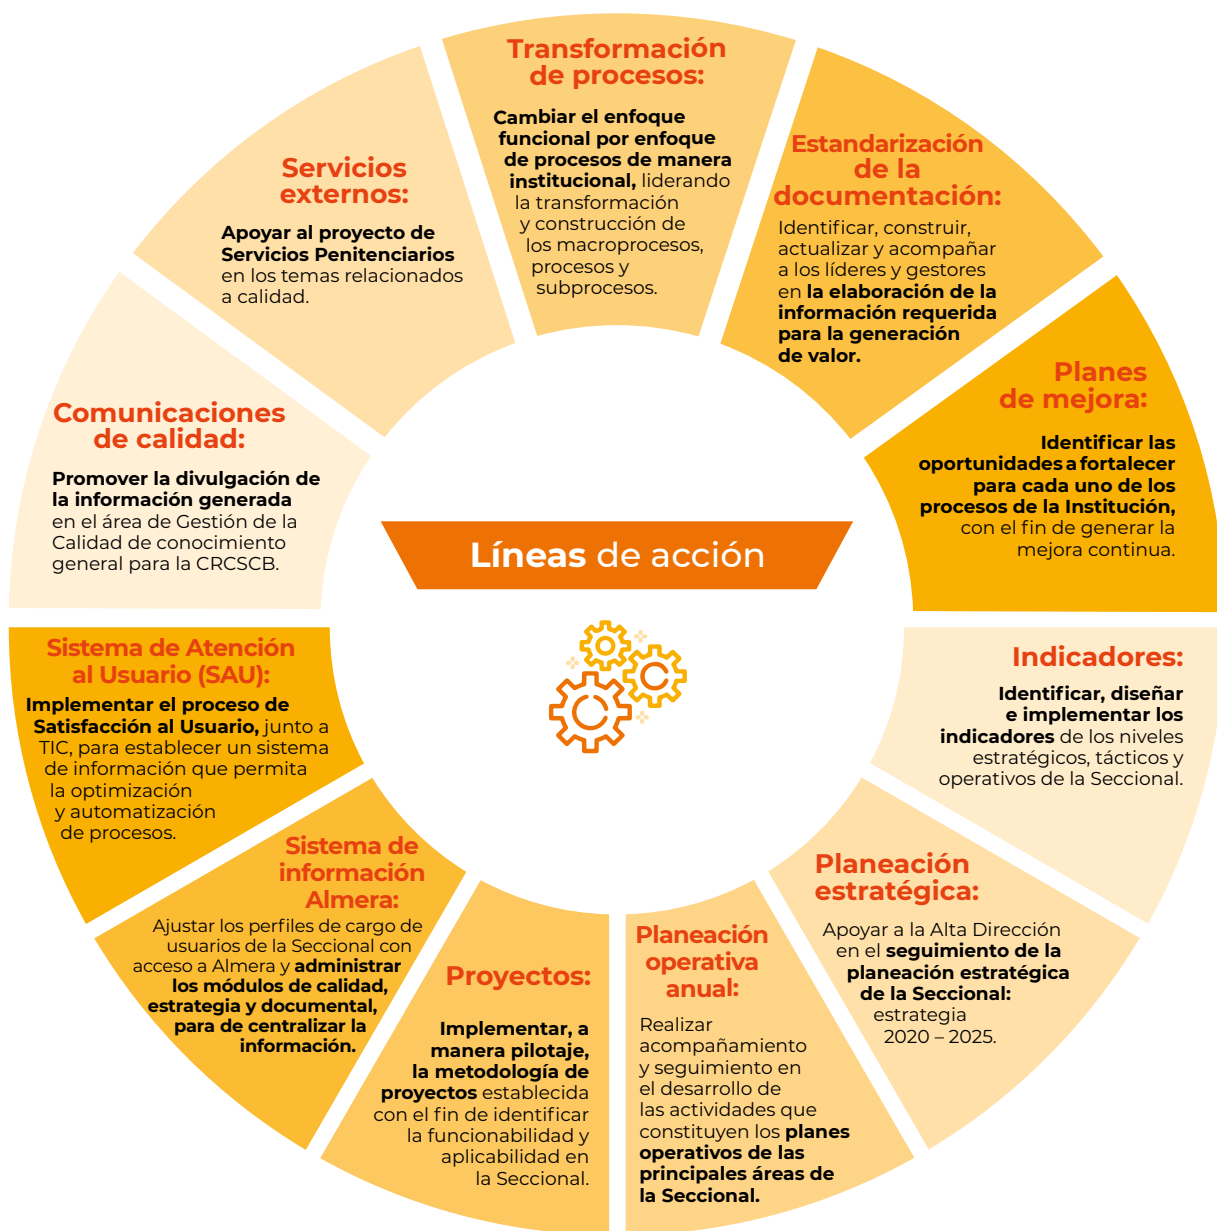 Transformación
de procesos:
Cambiar el enfoque
funcional por enfoque
de procesos de manera
institucional, liderando
la transformación
y construcción de
los macroprocesos,
procesos y
subprocesos.
Estandarización
de la
documentación:
Identificar, construir,
actualizar y acompañar
a los líderes y gestores
en la elaboración de la
información requerida
para la generación
de valor.
Planes
de mejora:
Identificar las
oportunidades a fortalecer
para cada uno de los
procesos de la Institución,
con el fin de generar la
mejora continua.
Indicadores:
Identificar, diseñar
e implementar los
indicadores de los niveles
estratégicos, tácticos y
operativos de la Seccional.
Planeación
estratégica:
Apoyar a la Alta Dirección
en el seguimiento de la
planeación estratégica
de la Seccional:
estrategia
2020 – 2025.
Planeación
operativa
anual:
Realizar
acompañamiento
y seguimiento en
el desarrollo de
las actividades que
constituyen los planes
operativos de las
principales áreas de
la Seccional.
Proyectos:
Implementar, a
manera pilotaje,
la metodología de
proyectos establecida
con el fin de identificar
la funcionabilidad y
aplicabilidad en
la Seccional.
Sistema de
información
Almera:
Ajustar los perfiles de cargo de
usuarios de la Seccional con
acceso a Almera y administrar
los módulos de calidad,
estrategia y documental,
para de centralizar la
información.
Sistema de Atención
al Usuario (SAU):
Implementar el proceso de
Satisfacción al Usuario, junto a
TIC, para establecer un sistema
de información que permita
la optimización
y automatización
de procesos.
Comunicaciones
de calidad:
Promover la divulgación de
la información generada
en el área de Gestión de la
Calidad de conocimiento
general para la CRCSCB.
Servicios
externos:
Apoyar al proyecto de
Servicios Penitenciarios
en los temas relacionados
a calidad.
Líneas de acción